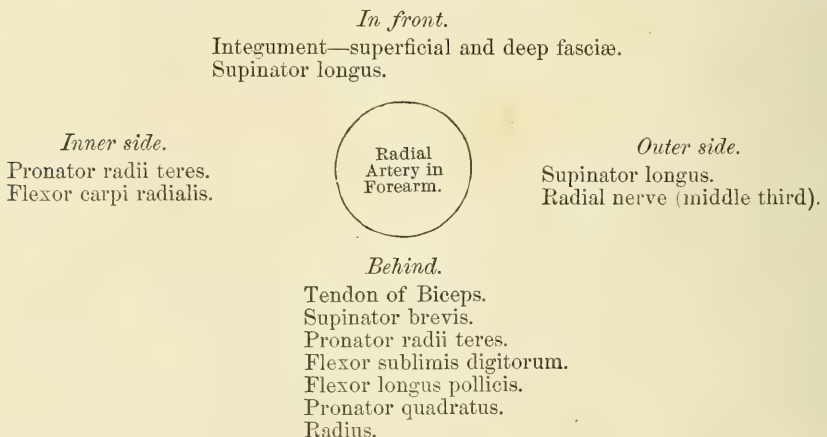 In front.
Integument—superficial and deep fasciæ.
Supinator longus.
Inner side.
Pronator radii teres.
Flexor carpi radialis.
Radial
Artery in
Forearm.
Outer side.
Supinator longus.
Radial nerve (middle third).
Behind.
Tendon of Biceps.
Supinator brevis.
Pronator radii teres.
Flexor sublimis digitorum.
Flexor longus pollicis.
Pronator quadratus.
Radius.